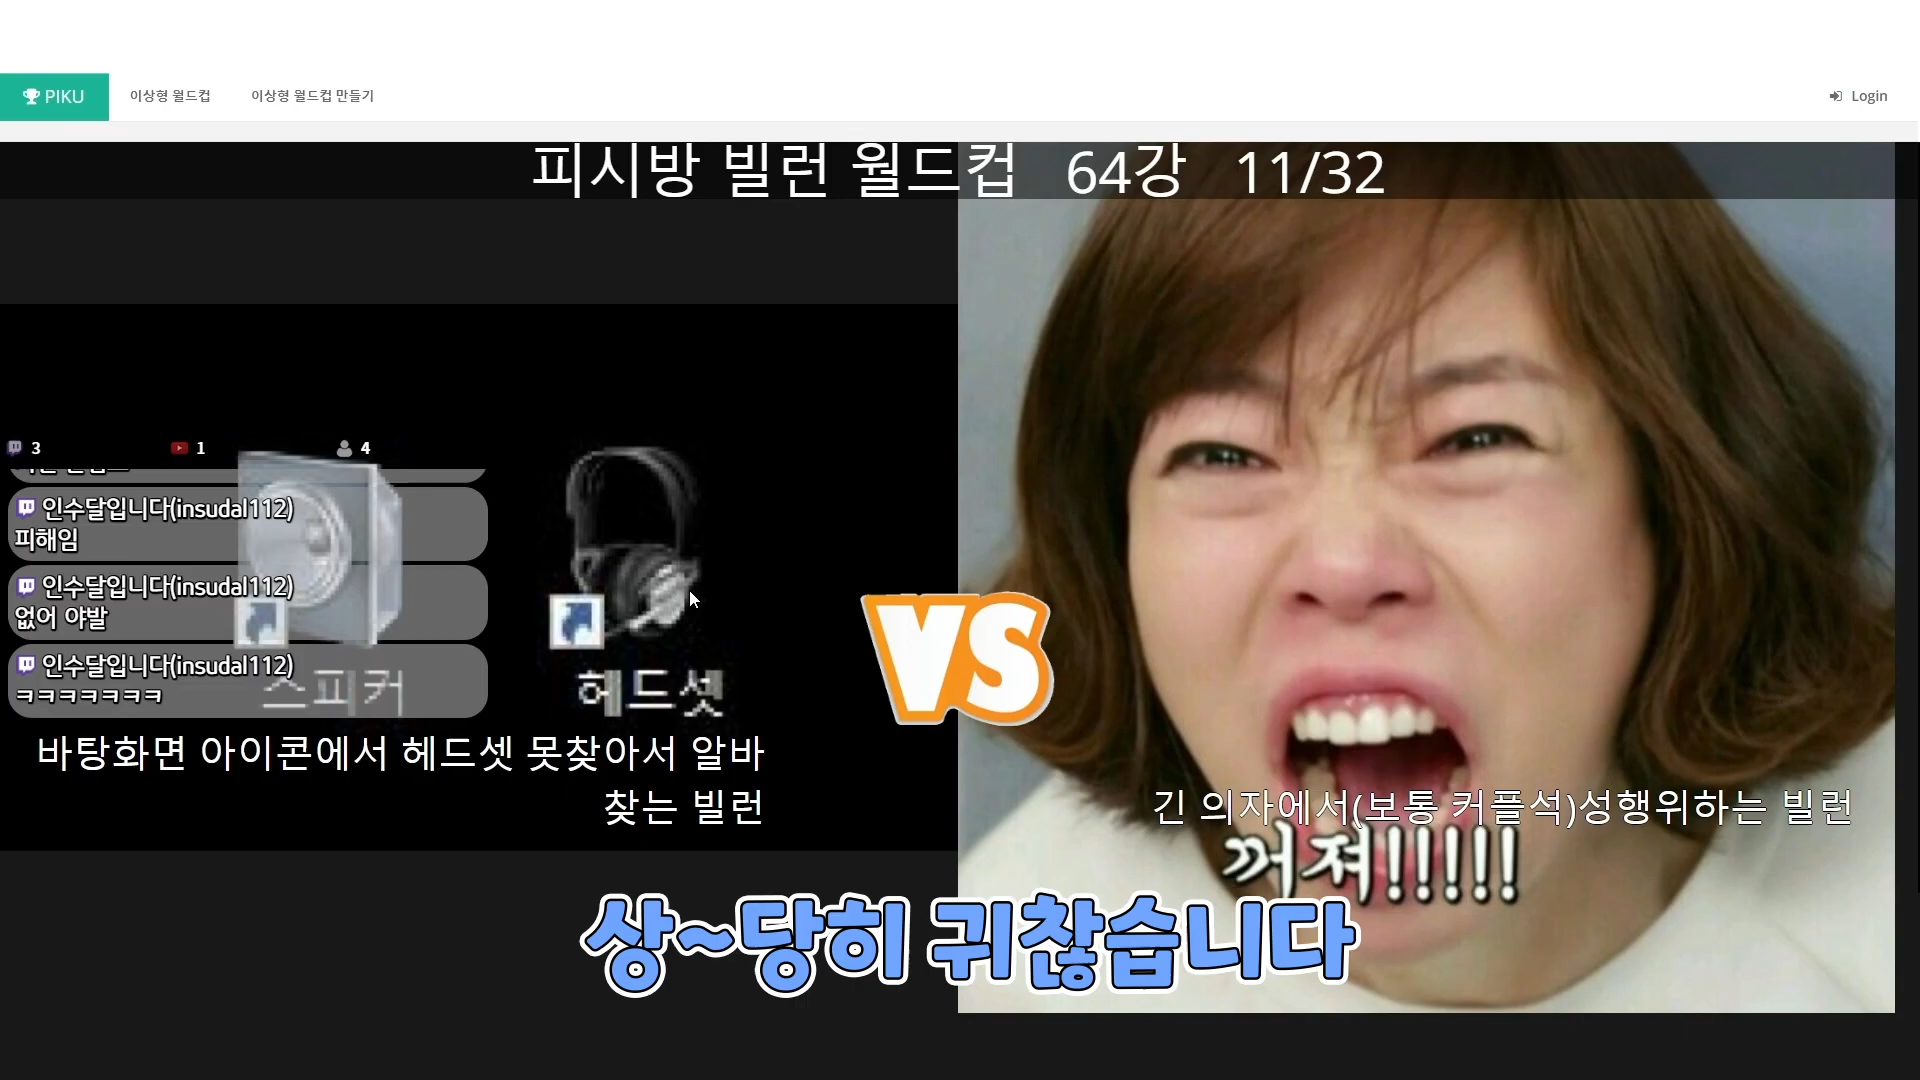 PIKU
이상형 월드컵
이상형 월드컵 만들기
Login
피시방 빌런 월드컵 64강 11/32
3
1
4
인수달입니다(insudal112)
피해임
인수달입니다(insudal112)
없어 야발
인수달입니다(insudal112)
ㅋㅋㅋㅋㅋㅋㅋ
스피커
헤드셋
VS
바탕화면 아이콘에서 헤드셋 못찾아서 알바
찾는 빌런
긴 의자에서(보통 커플석)성행위하는 빌런
꺼져!!!!!
상~당히 귀찮습니다